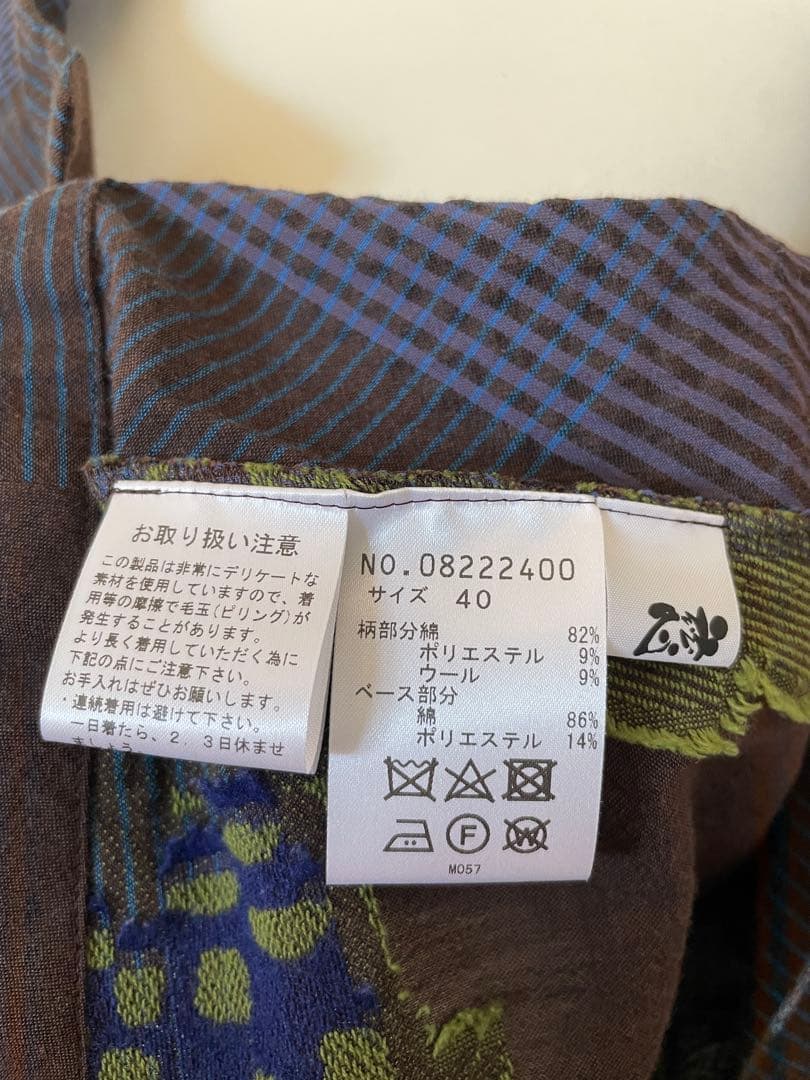 お取り扱い注意
この製品は非常にデリケートな
素材を使用していますので、着
用等の摩擦で毛玉(ピリング)が
発生することがあります。
より長く着用していただく為に
下記の点にご注意下さい。
お手入れはぜひお願いします。
・連続着用は避けて下さい。
一日着たら、2、3日休ませ
ましょう
NO.08222400
サイズ 40
柄部分綿 82%
ポリエステル 9%
ウール 9%
ベース部分
綿 86%
ポリエステル 14%
F
W
M057